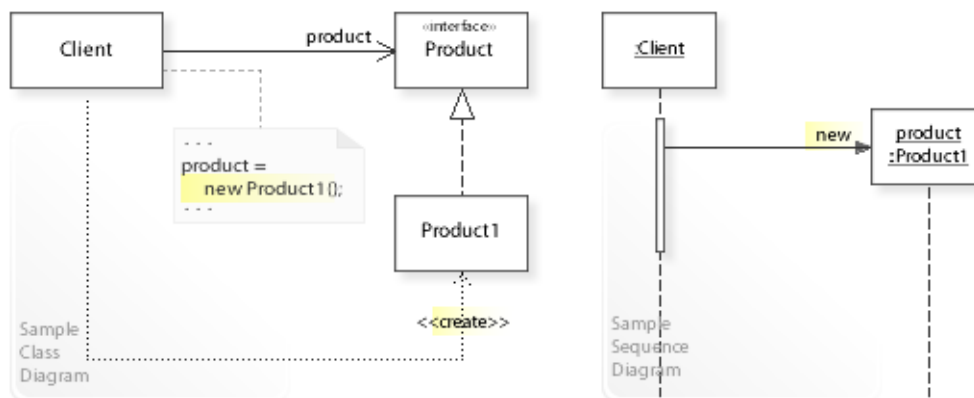 Client
product
«interface»
Product
- - -
product =
new Product1();
- - -
Product1
<<create>>
Sample
Class
Diagram
:Client
new
product
:Product1
Sample
Sequence
Diagram